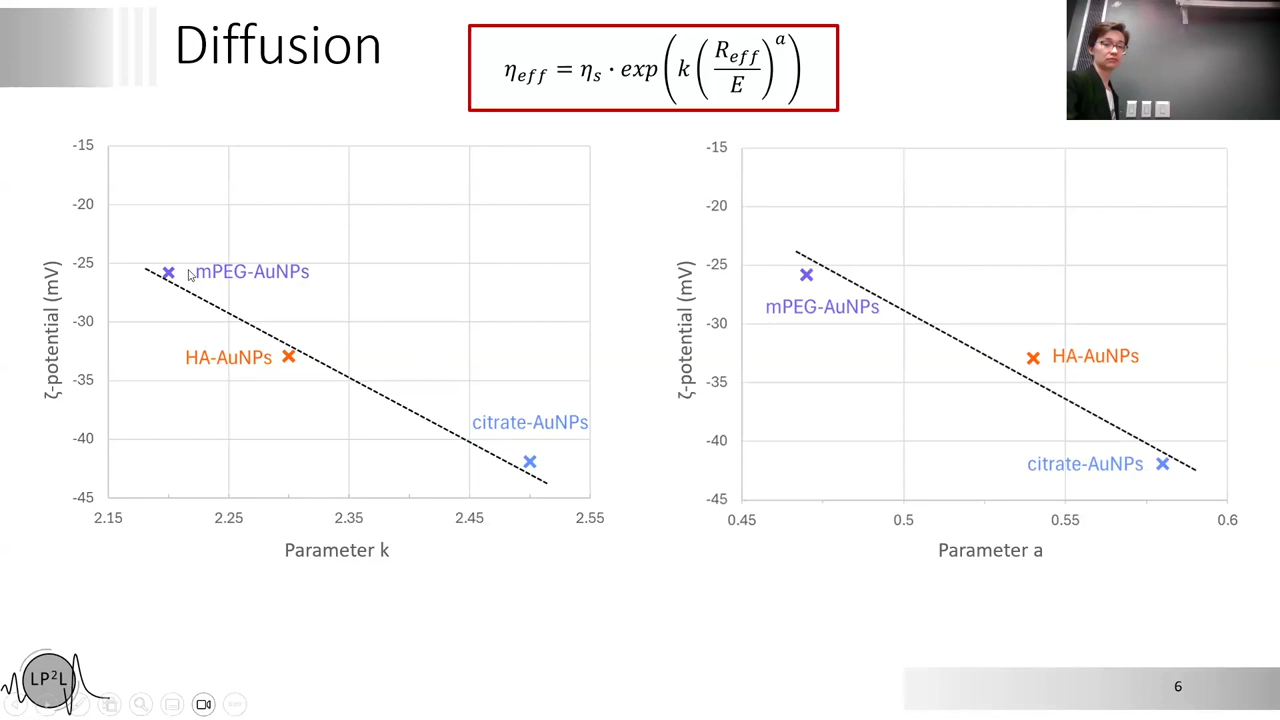 Diffusion
η_eff = η_s · exp(k(R_eff/E)^a)
-15
-20
-25
-30
-35
-40
-45
ζ-potential (mV)
mPEG-AuNPs
HA-AuNPs
citrate-AuNPs
2.15 2.25 2.35 2.45 2.55
Parameter k
-15
-20
-25
-30
-35
-40
-45
ζ-potential (mV)
mPEG-AuNPs
HA-AuNPs
citrate-AuNPs
0.45 0.5 0.55 0.6
Parameter a
LP²L
6